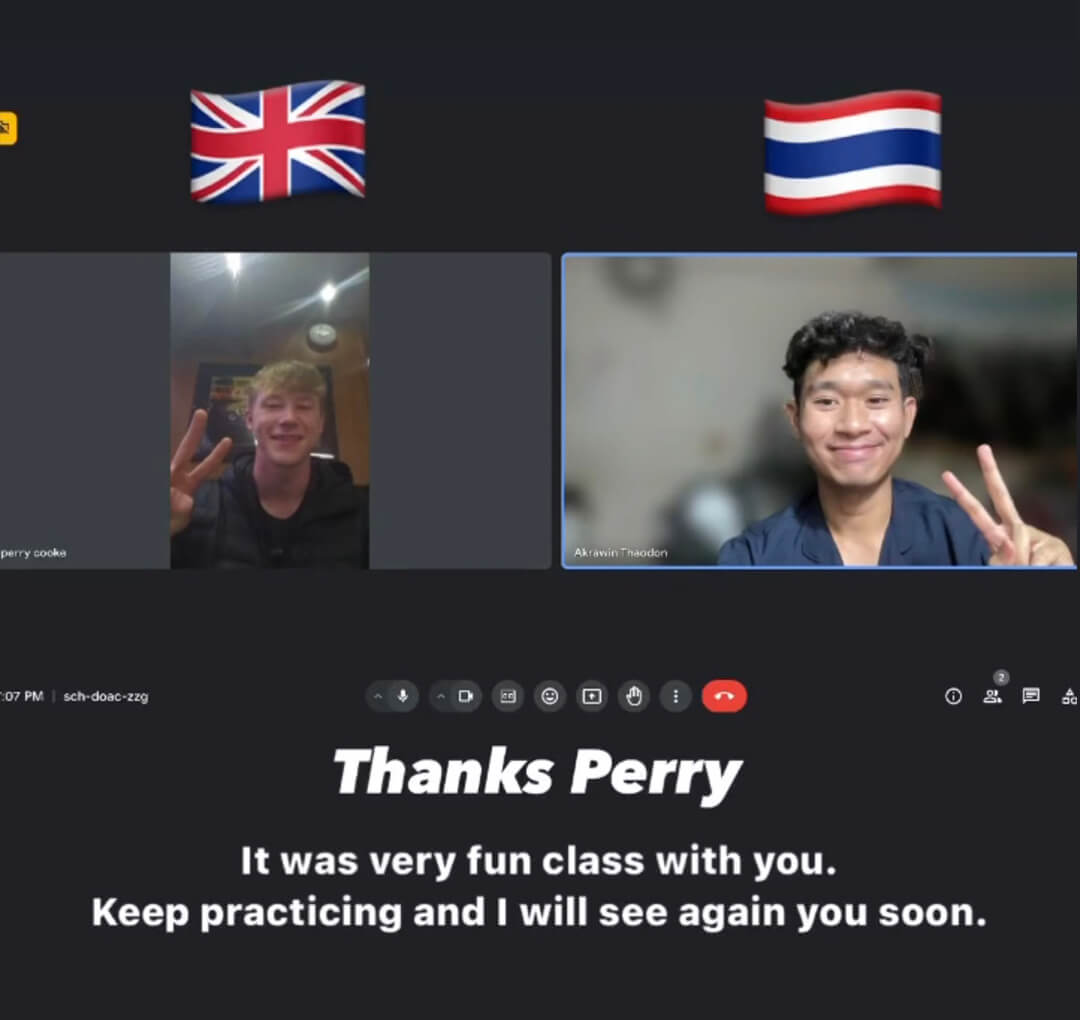 perry cooke
Akrawin Thaodon
:07 PM | sch-doac-zzg
2
Thanks Perry
It was very fun class with you.
Keep practicing and I will see again you soon.